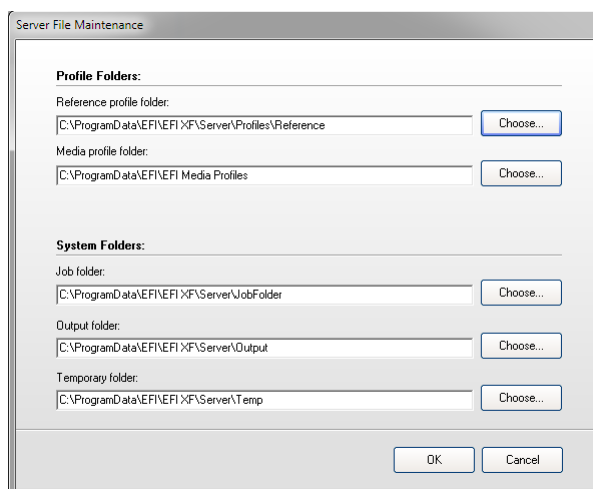 Server File Maintenance
Profile Folders:
Reference profile folder:
C:\ProgramData\EFI\EFI XF\Server\Profiles\Reference
Choose...
Media profile folder:
C:\ProgramData\EFI\EFI Media Profiles
Choose...
System Folders:
Job folder:
C:\ProgramData\EFI\EFI XF\Server\JobFolder
Choose...
Output folder:
C:\ProgramData\EFI\EFI XF\Server\Output
Choose...
Temporary folder:
C:\ProgramData\EFI\EFI XF\Server\Temp
Choose...
OK Cancel